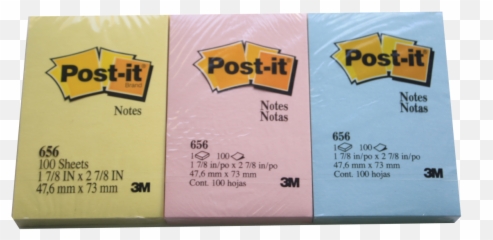 Post-it
Brand
Notes
656
100 Sheets
1 7/8 IN x 2 7/8 IN
47,6 mm x 73 mm
3M
Post-it
Notes
Notas
656
1 100
1 7/8 in/po x 2 7/8 in/po
47,6 mm x 73 mm
Cont. 100 hojas
3M
Post-it
Notes
Notas
656
1 100
1 7/8 in/po x 2 7/8 in/po
47,6 mm x 73 mm
Cont. 100 hojas
3M